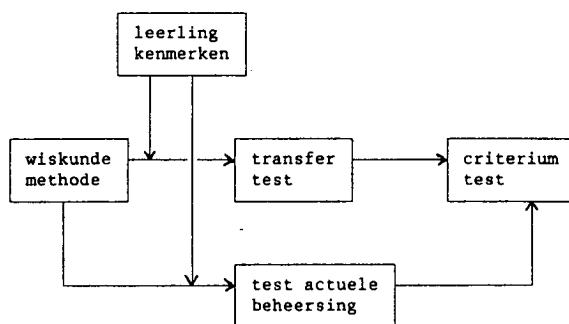 leerling
kenmerken
wiskunde
methode
transfer
test
criterium
test
test actuele
beheersing